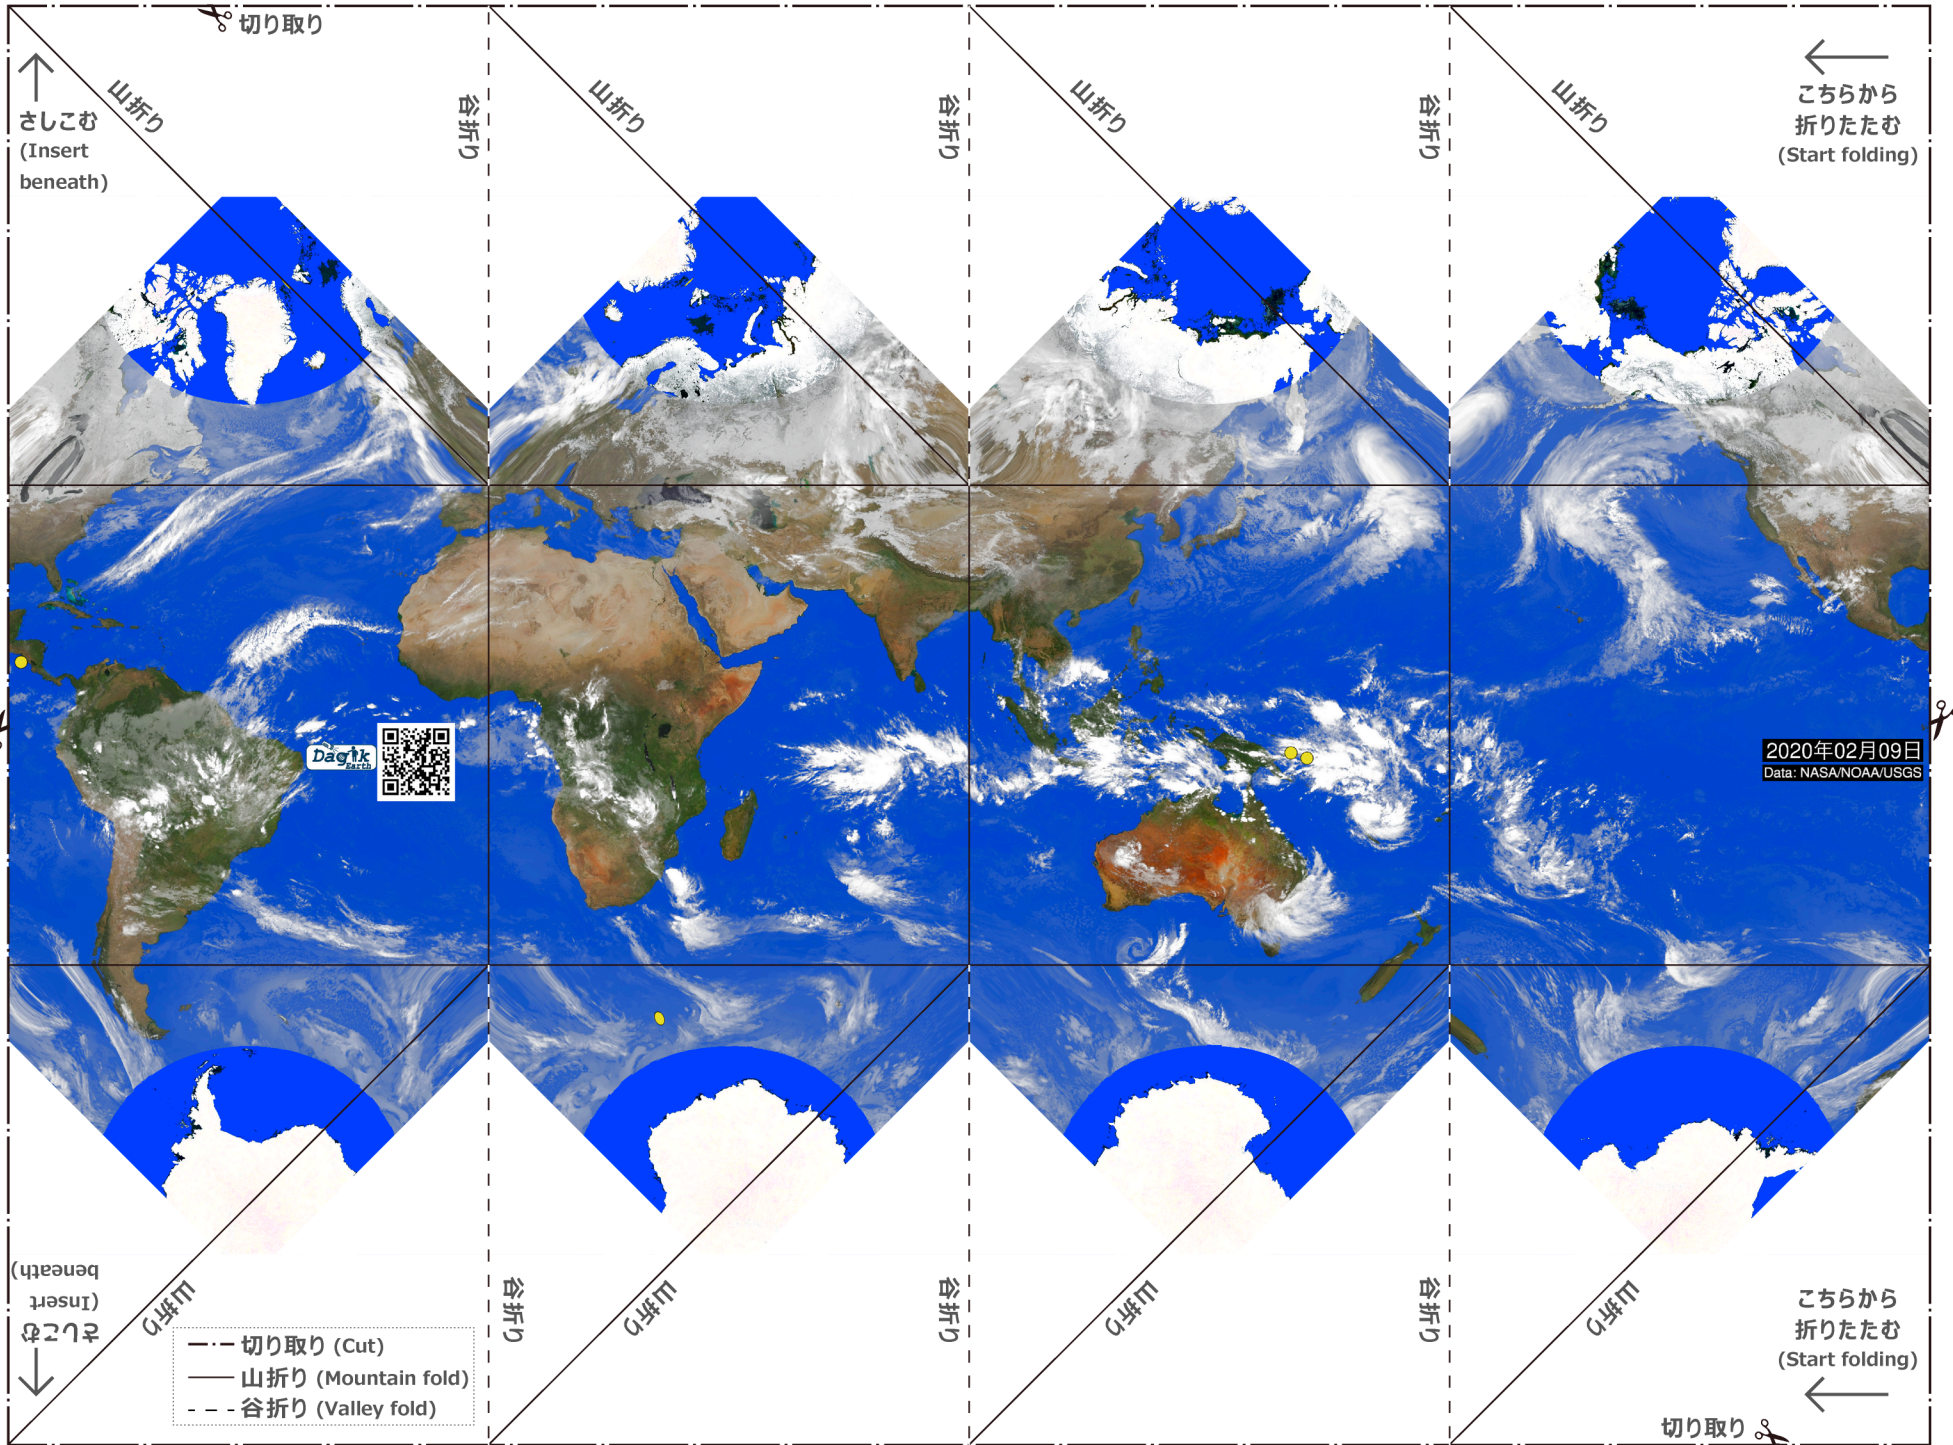 切り取り
さしこむ
(Insert
beneath)
山折り
谷折り
山折り
谷折り
山折り
谷折り
山折り
こちらから
折りたたむ
(Start folding)
Dagik
Earth
2020年02月09日
Data: NASA/NOAA/USGS
さしこむ
(Insert
beneath)
山折り
谷折り
山折り
谷折り
山折り
谷折り
山折り
こちらから
折りたたむ
(Start folding)
切り取り (Cut)
山折り (Mountain fold)
谷折り (Valley fold)
切り取り